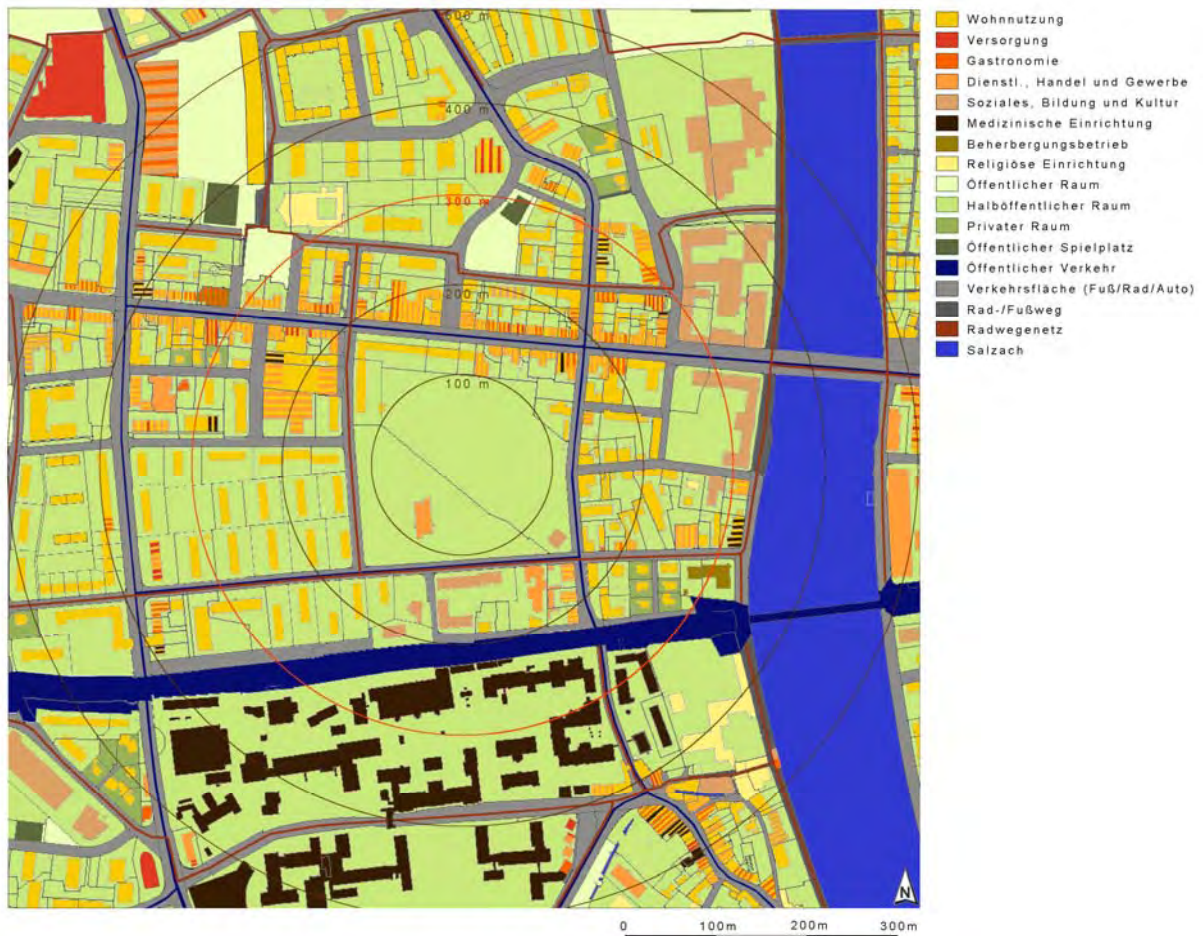 500 m
400 m
300 m
200 m
100 m
Wohnnutzung
Versorgung
Gastronomie
Dienstl., Handel und Gewerbe
Soziales, Bildung und Kultur
Medizinische Einrichtung
Beherbergungsbetrieb
Religiöse Einrichtung
Öffentlicher Raum
Halböffentlicher Raum
Privater Raum
Öffentlicher Spielplatz
Öffentlicher Verkehr
Verkehrsfläche (Fuß/Rad/Auto)
Rad-/Fußweg
Radwegenetz
Salzach
N
0 100m 200m 300m